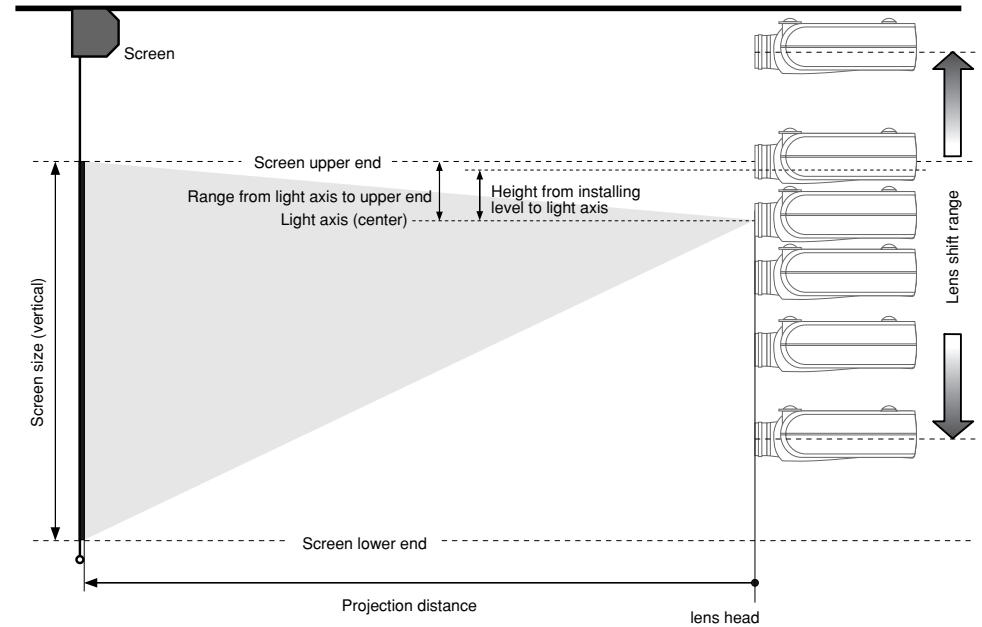 Screen
Screen upper end
Range from light axis to upper end
Height from installing
level to light axis
Light axis (center)
Lens shift range
Screen size (vertical)
Screen lower end
Projection distance
lens head